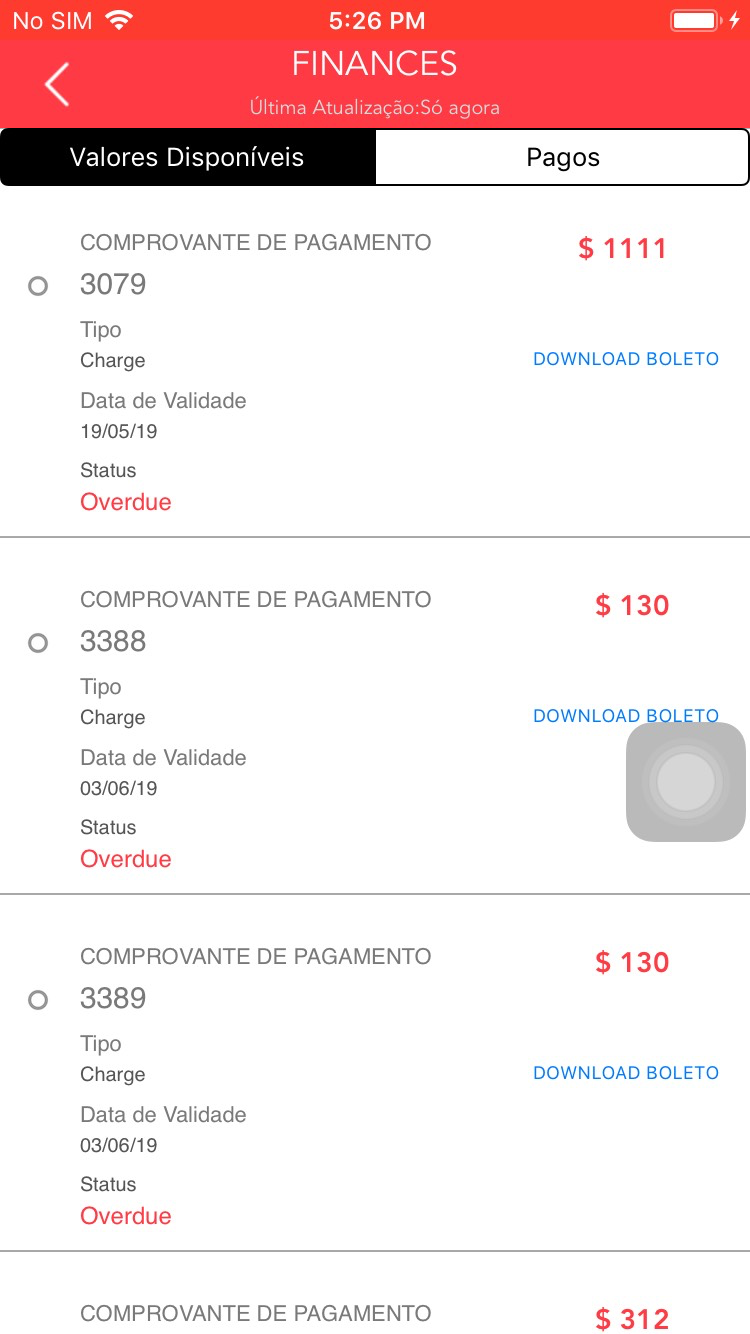 No SIM 5:26 PM
FINANCES
Última Atualização:Só agora
Valores Disponíveis Pagos
COMPROVANTE DE PAGAMENTO $ 1111
3079
Tipo
Charge DOWNLOAD BOLETO
Data de Validade
19/05/19
Status
Overdue
COMPROVANTE DE PAGAMENTO $ 130
3388
Tipo
Charge DOWNLOAD BOLETO
Data de Validade
03/06/19
Status
Overdue
COMPROVANTE DE PAGAMENTO $ 130
3389
Tipo
Charge DOWNLOAD BOLETO
Data de Validade
03/06/19
Status
Overdue
COMPROVANTE DE PAGAMENTO $ 312